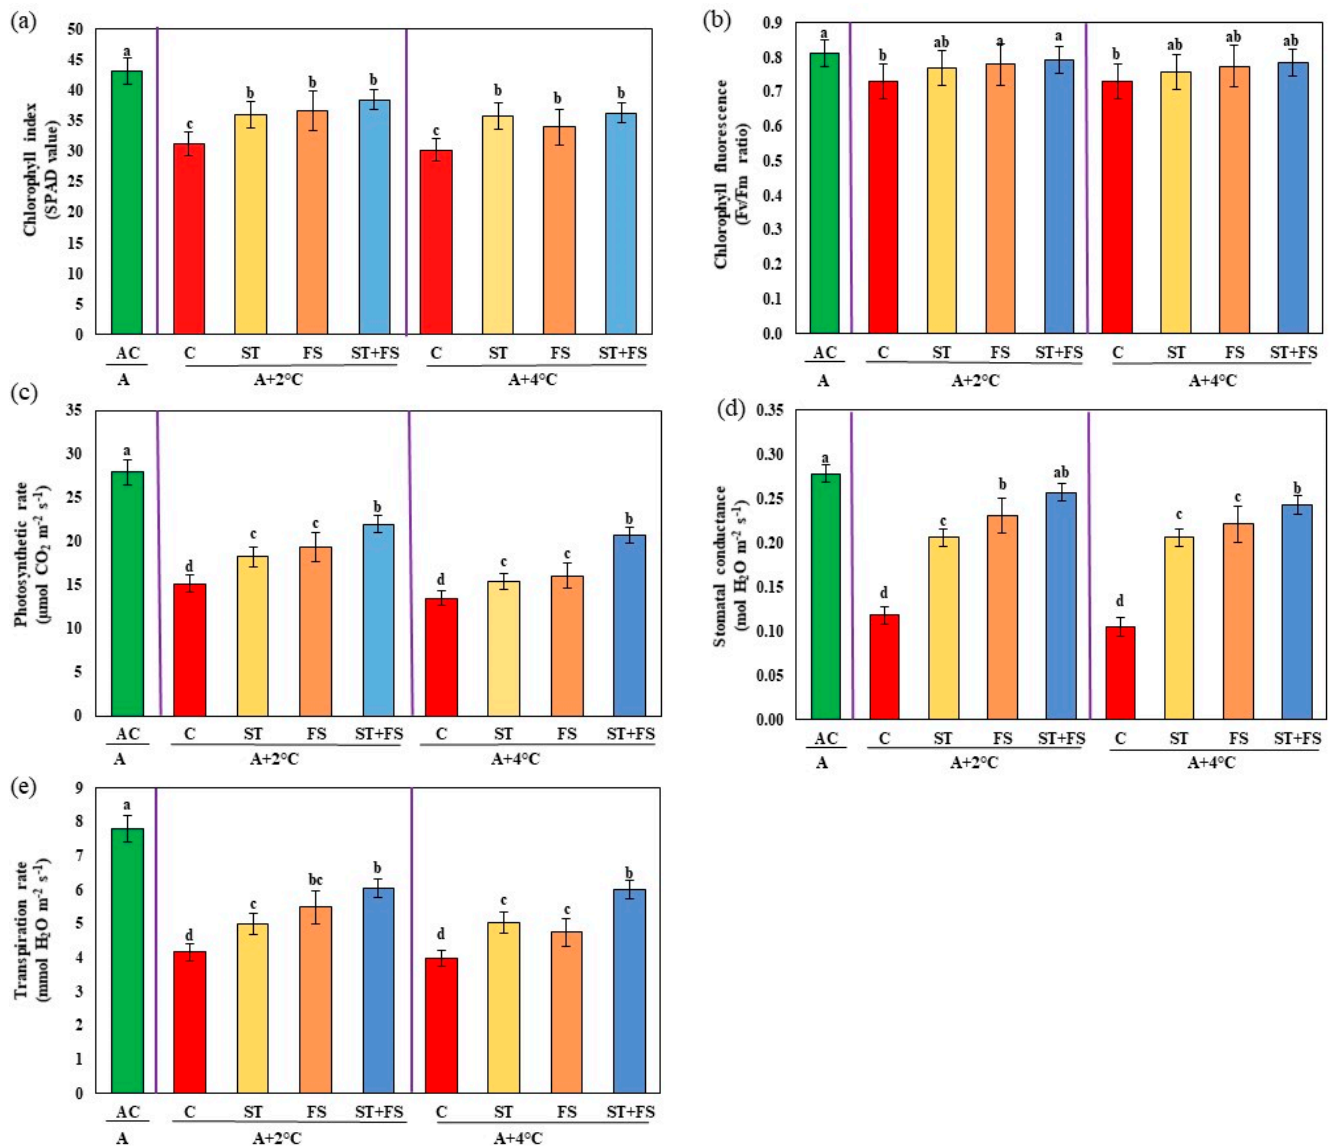 (a)
Chlorophyll index
(SPAD value)
50
45
40
35
30
25
20
15
10
5
0
a
c
b
b
b
c
b
b
b
AC
C
ST
FS
ST+FS
C
ST
FS
ST+FS
A
A+2°C
A+4°C
(b)
Chlorophyll fluorescence
(Fv/Fm ratio)
0.9
0.8
0.7
0.6
0.5
0.4
0.3
0.2
0.1
0.0
a
b
ab
a
a
b
ab
ab
ab
AC
C
ST
FS
ST+FS
C
ST
FS
ST+FS
A
A+2°C
A+4°C
(c)
Photosynthetic rate
(µmol CO₂ m⁻² s⁻¹)
35
30
25
20
15
10
5
0
a
d
c
c
b
d
c
c
b
AC
C
ST
FS
ST+FS
C
ST
FS
ST+FS
A
A+2°C
A+4°C
(d)
Stomatal conductance
(mol H₂O m⁻² s⁻¹)
0.35
0.30
0.25
0.20
0.15
0.10
0.05
0.00
a
d
c
b
ab
d
c
c
b
AC
C
ST
FS
ST+FS
C
ST
FS
ST+FS
A
A+2°C
A+4°C
(e)
Transpiration rate
(mmol H₂O m⁻² s⁻¹)
9
8
7
6
5
4
3
2
1
0
a
d
c
bc
b
d
c
c
b
AC
C
ST
FS
ST+FS
C
ST
FS
ST+FS
A
A+2°C
A+4°C